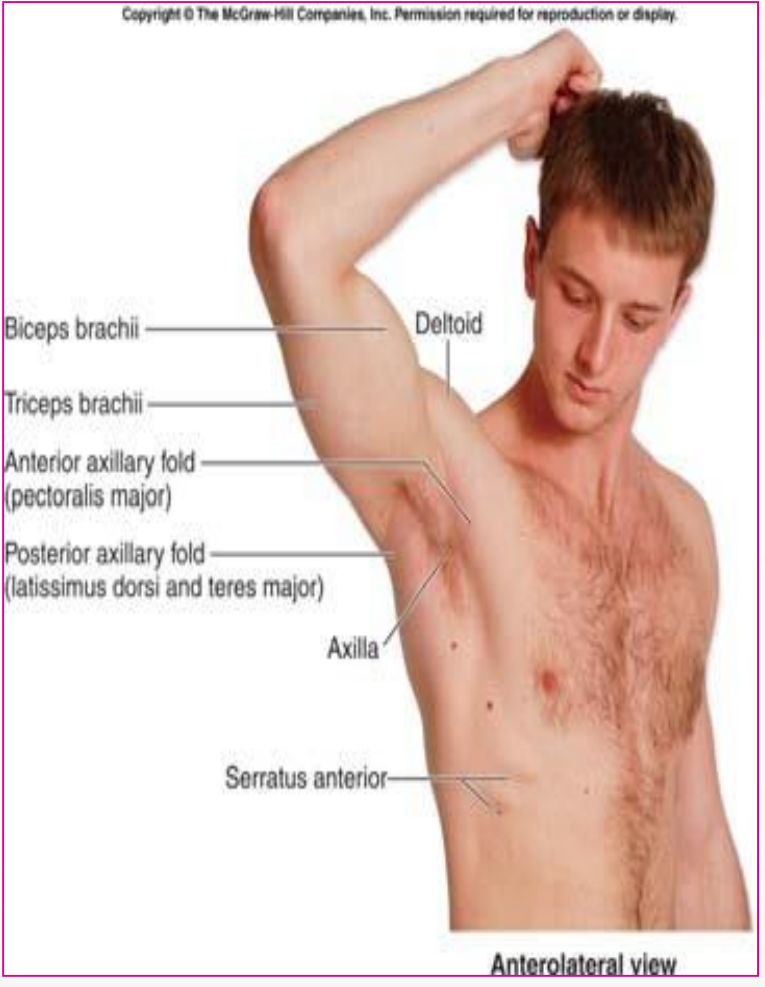 Copyright © The McGraw-Hill Companies, Inc. Permission required for reproduction or display.
Biceps brachii
Deltoid
Triceps brachii
Anterior axillary fold
(pectoralis major)
Posterior axillary fold
(latissimus dorsi and teres major)
Axilla
Serratus anterior
Anterolateral view